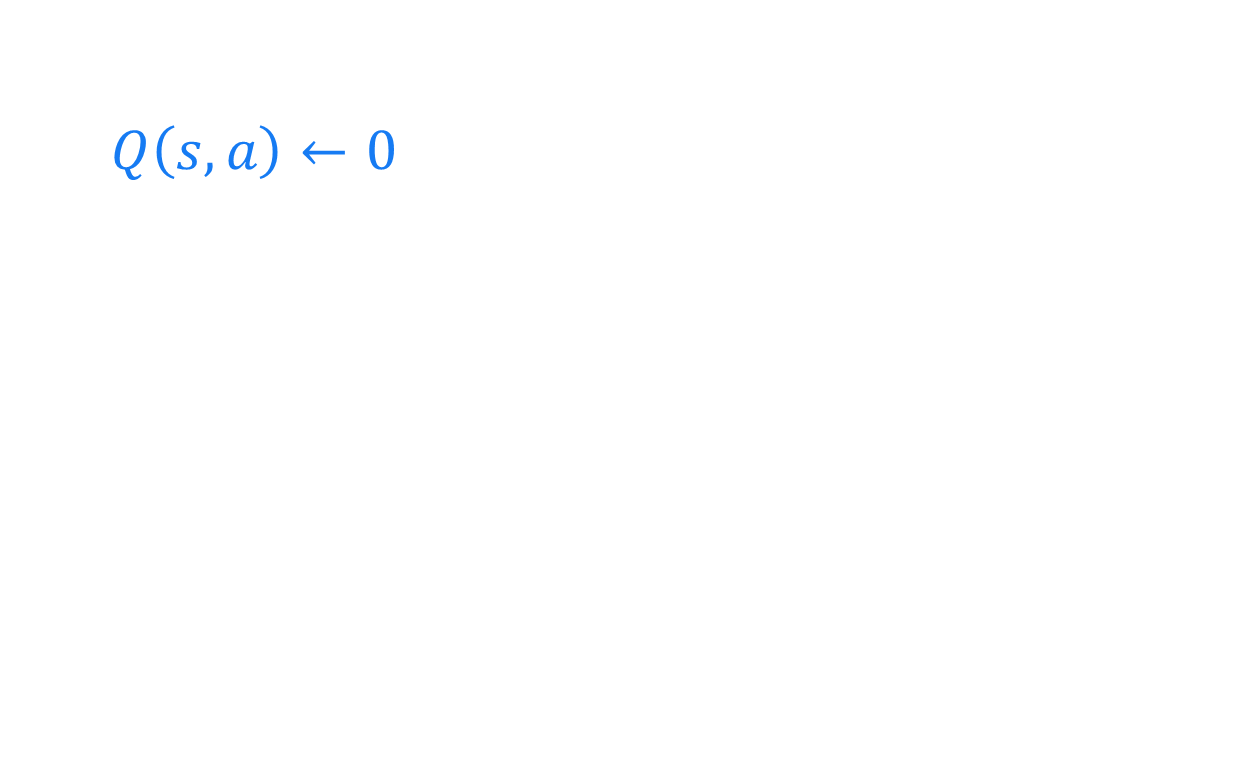 Q(s, a) ← 0